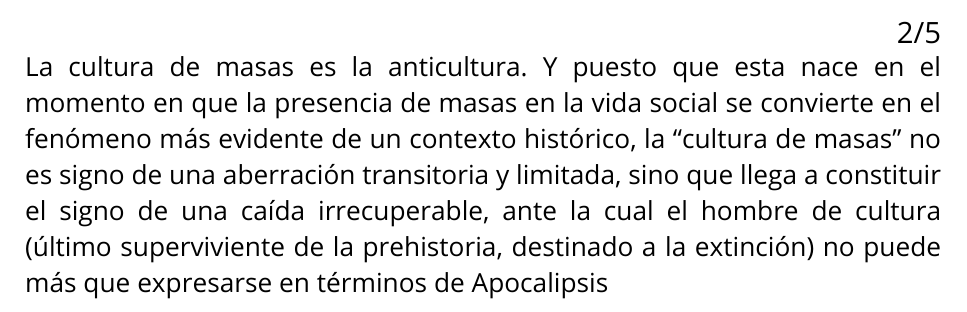 2/5
La cultura de masas es la anticultura. Y puesto que esta nace en el
momento en que la presencia de masas en la vida social se convierte en el
fenómeno más evidente de un contexto histórico, la “cultura de masas” no
es signo de una aberración transitoria y limitada, sino que llega a constituir
el signo de una caída irrecuperable, ante la cual el hombre de cultura
(último superviviente de la prehistoria, destinado a la extinción) no puede
más que expresarse en términos de Apocalipsis